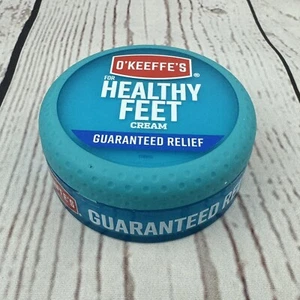 O'KEEFFE'S®
FOR
HEALTHY
FEET
CREAM
GUARANTEED RELIEF
GUARANTEED